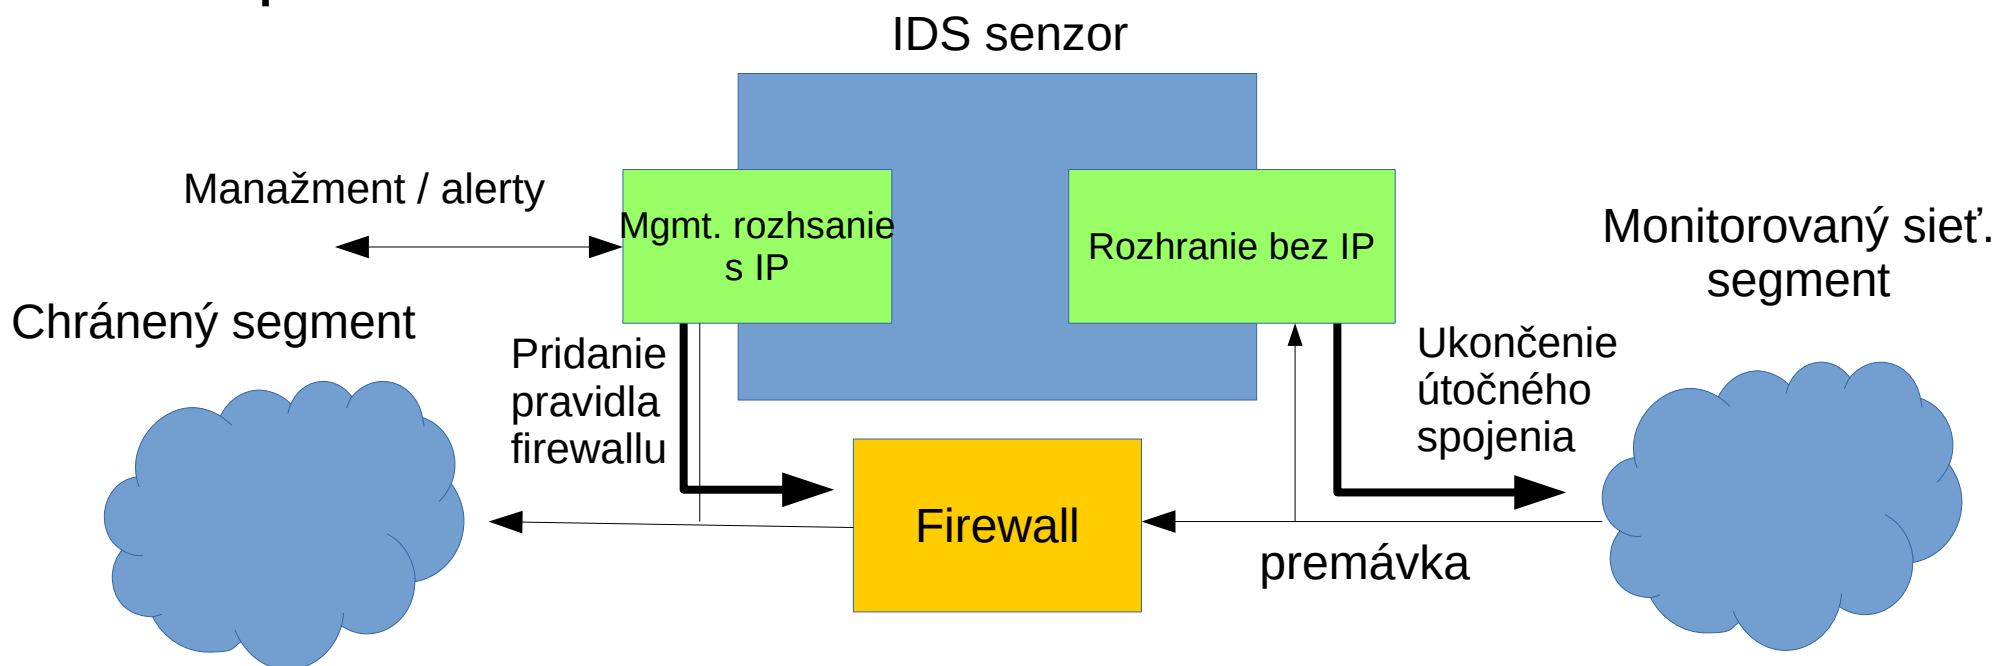 IDS senzor
Manažment / alerty
Mgmt. rozhsanie
s IP
Rozhranie bez IP
Monitorovaný sieť.
segment
Chránený segment
Pridanie
pravidla
firewallu
Ukončenie
útočného
spojenia
Firewall
premávka